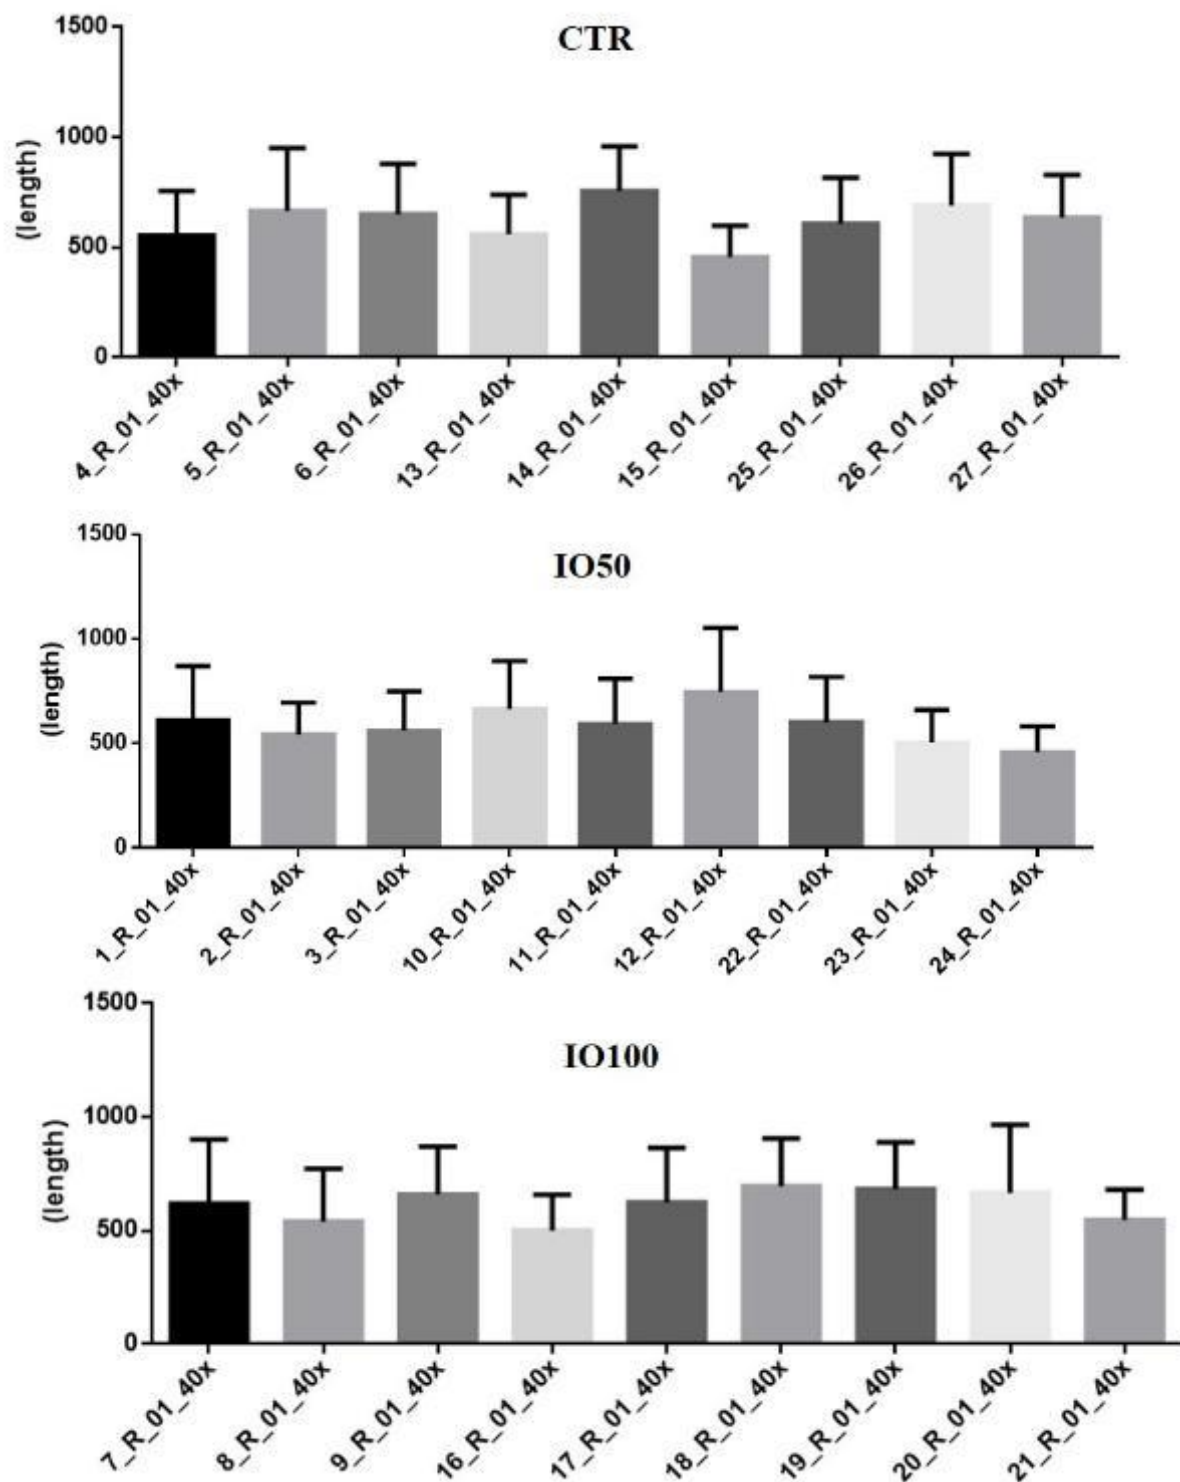 CTR
1500
1000
500
0
(length)
4_R_01_40x
5_R_01_40x
6_R_01_40x
13_R_01_40x
14_R_01_40x
15_R_01_40x
25_R_01_40x
26_R_01_40x
27_R_01_40x
IO50
1500
1000
500
0
(length)
1_R_01_40x
2_R_01_40x
3_R_01_40x
10_R_01_40x
11_R_01_40x
12_R_01_40x
22_R_01_40x
23_R_01_40x
24_R_01_40x
IO100
1500
1000
500
0
(length)
7_R_01_40x
8_R_01_40x
9_R_01_40x
16_R_01_40x
17_R_01_40x
18_R_01_40x
19_R_01_40x
20_R_01_40x
21_R_01_40x